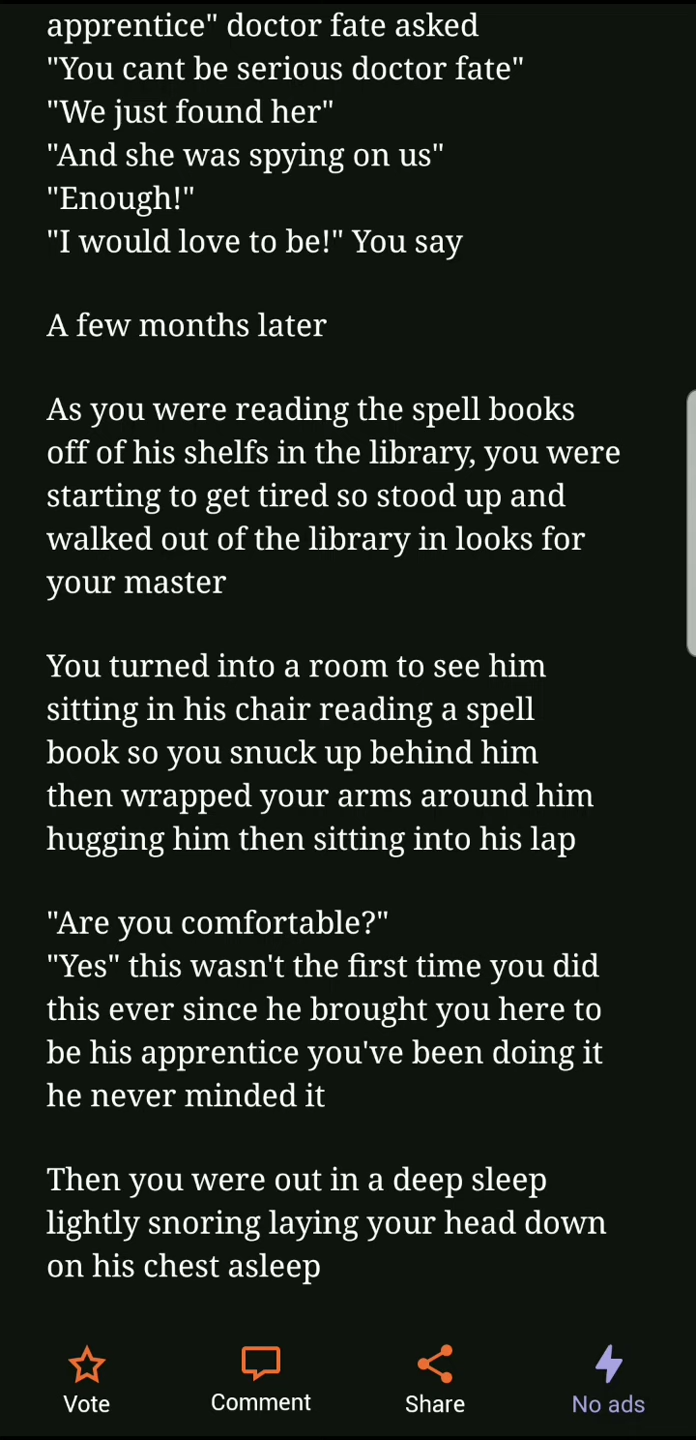 apprentice" doctor fate asked
"You cant be serious doctor fate"
"We just found her"
"And she was spying on us"
"Enough!"
"I would love to be!" You say
A few months later
As you were reading the spell books
off of his shelfs in the library, you were
starting to get tired so stood up and
walked out of the library in looks for
your master
You turned into a room to see him
sitting in his chair reading a spell
book so you snuck up behind him
then wrapped your arms around him
hugging him then sitting into his lap
"Are you comfortable?"
"Yes" this wasn't the first time you did
this ever since he brought you here to
be his apprentice you've been doing it
he never minded it
Then you were out in a deep sleep
lightly snoring laying your head down
on his chest asleep
Vote Comment Share No ads